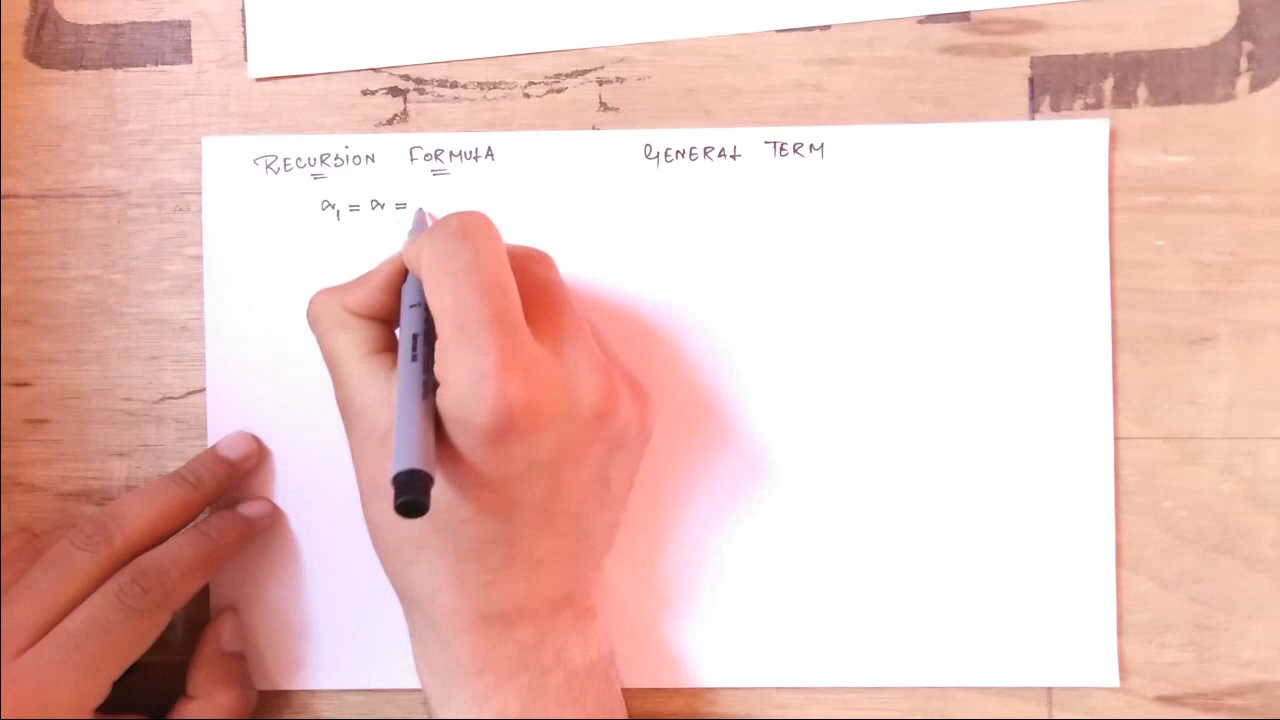 RECURSION FORMULA GENERAL TERM
a₁ = a =